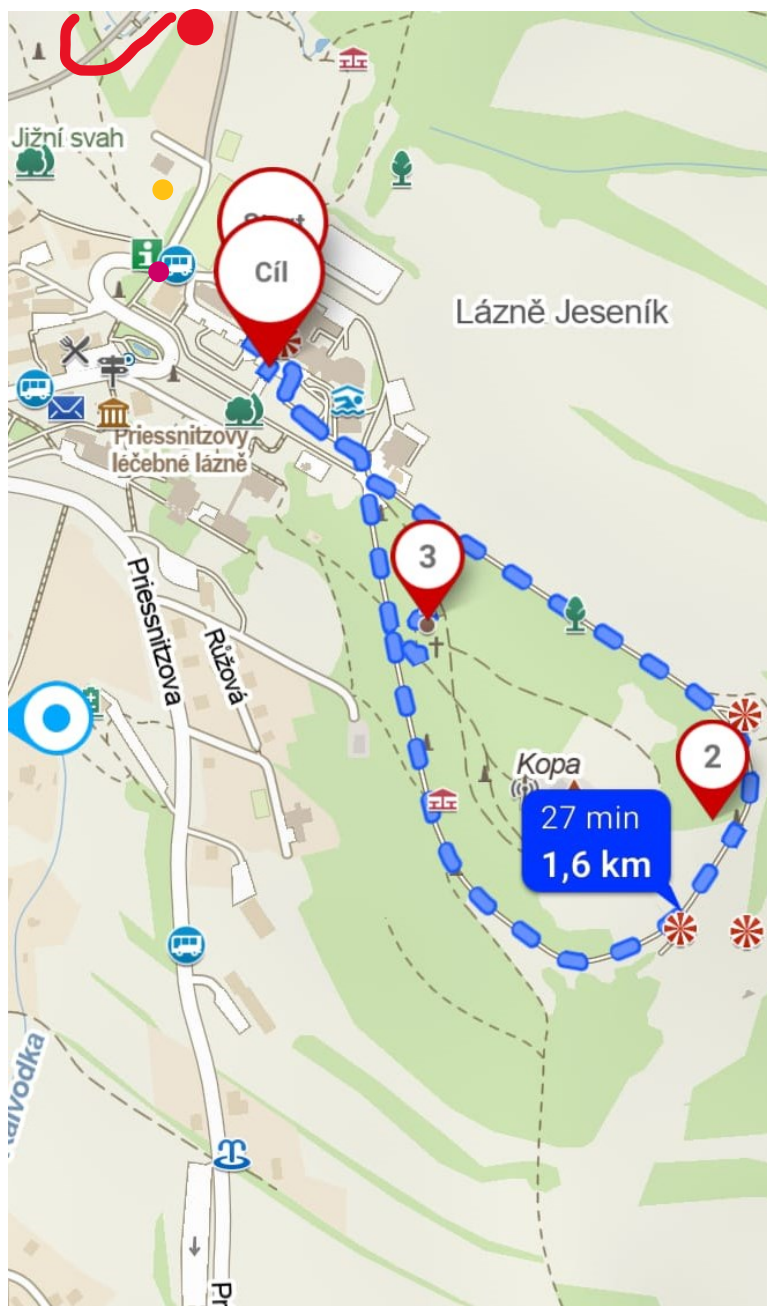 Jižní svah
Cíl
Lázně Jeseník
Priessnitzovy
léčebné lázně
3
Priessnitzova
Růžová
Kopa
2
27 min
1,6 km